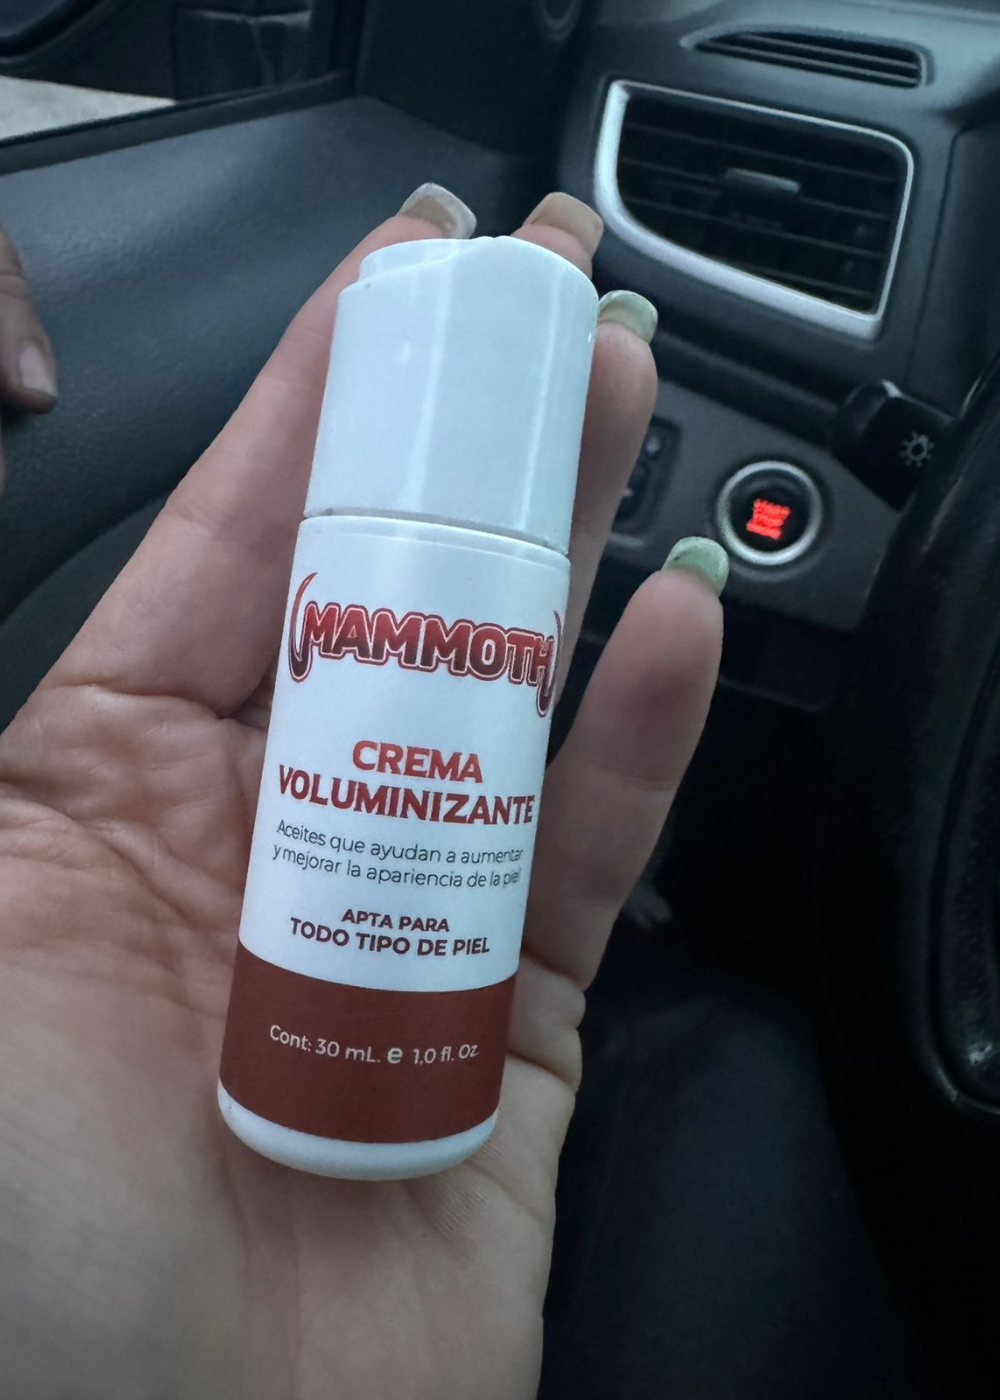 MAMMOTH
CREMA
VOLUMINIZANTE
Aceites que ayudan a aumentar
y mejorar la apariencia de la piel
APTA PARA
TODO TIPO DE PIEL
Cont: 30 mL. e 1,0 fl. Oz.